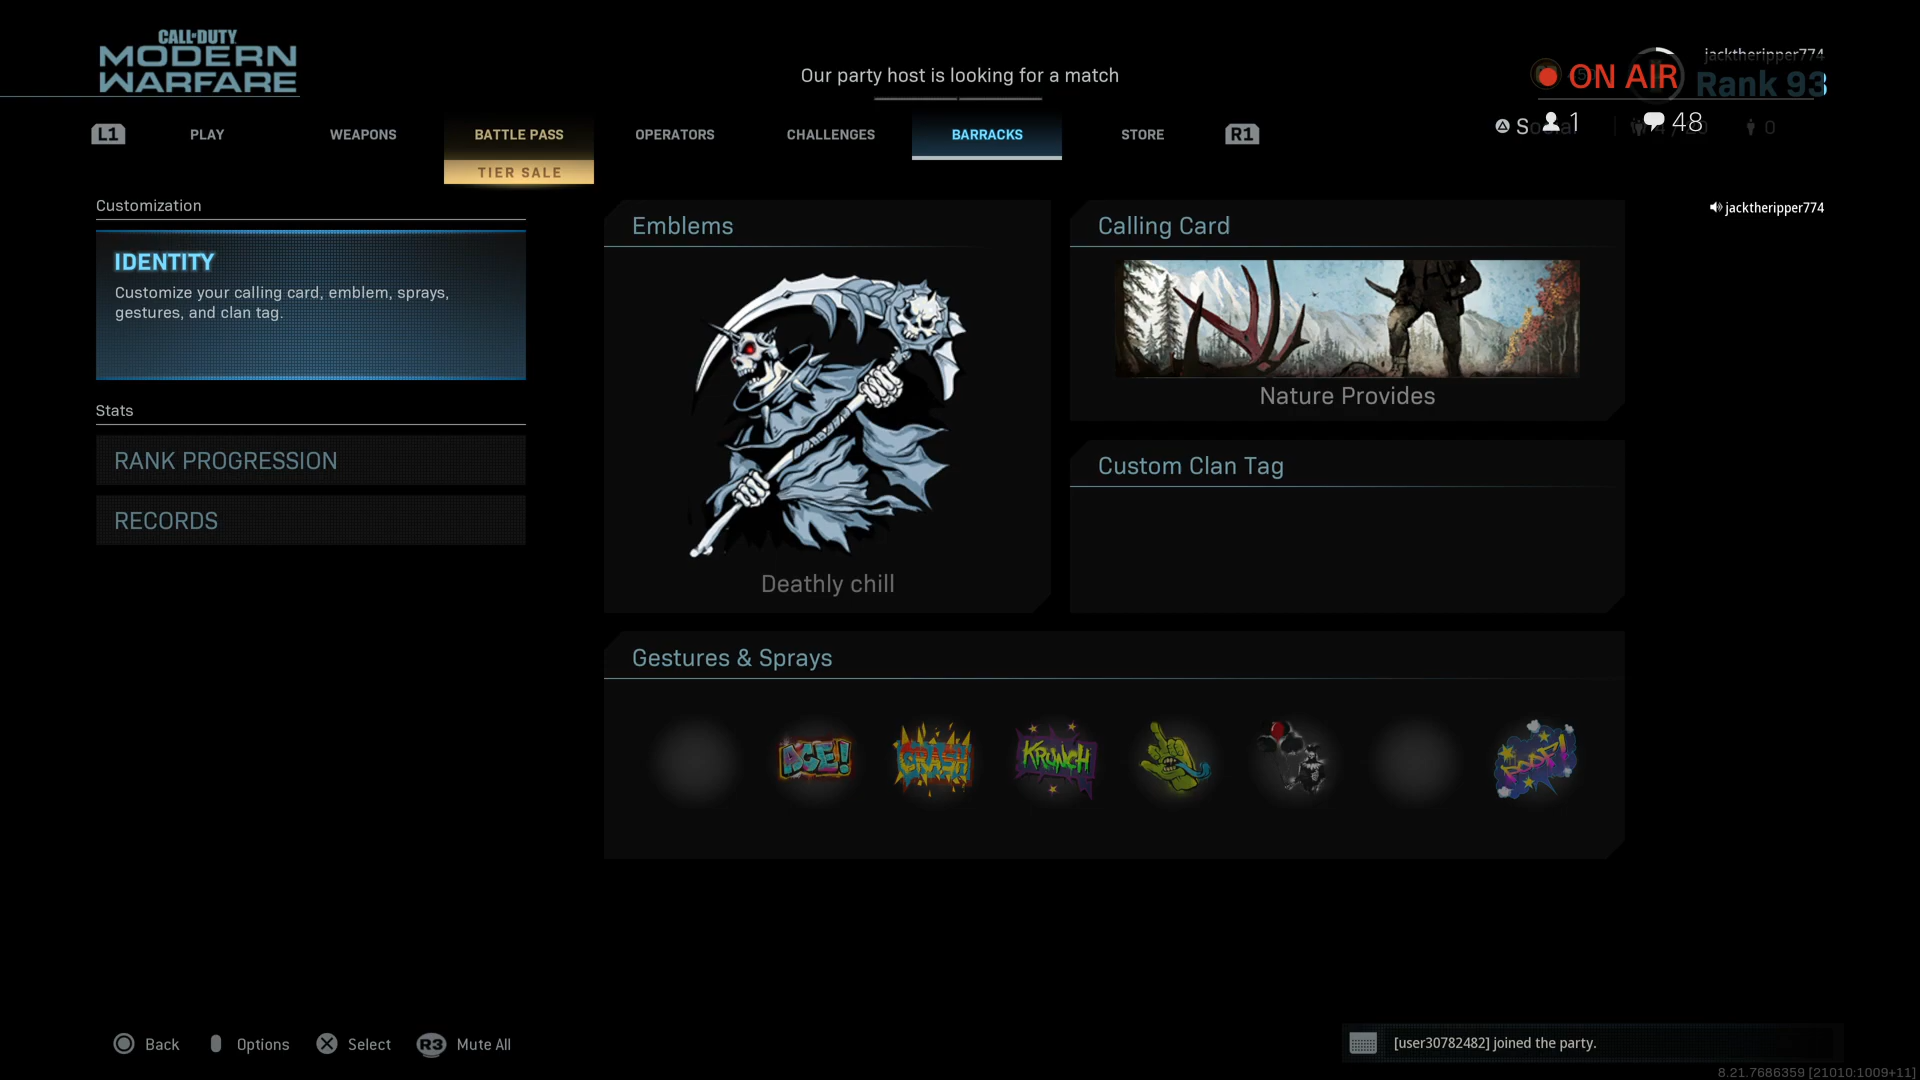 CALL OF DUTY
MODERN
WARFARE
Our party host is looking for a match
jacktheripper774
ON AIR
Rank 93
L1
PLAY
WEAPONS
BATTLE PASS
OPERATORS
CHALLENGES
BARRACKS
STORE
R1
Social
1
48
0
TIER SALE
Customization
jacktheripper774
IDENTITY
Customize your calling card, emblem, sprays,
gestures, and clan tag.
Emblems
Calling Card
Nature Provides
Stats
RANK PROGRESSION
RECORDS
Custom Clan Tag
Deathly chill
Gestures & Sprays
ACE!
CRASH
KRUNCH
POOF!
Back
Options
Select
R3
Mute All
[user30782482] joined the party.
8.21.7686359 [21010:1009+11]